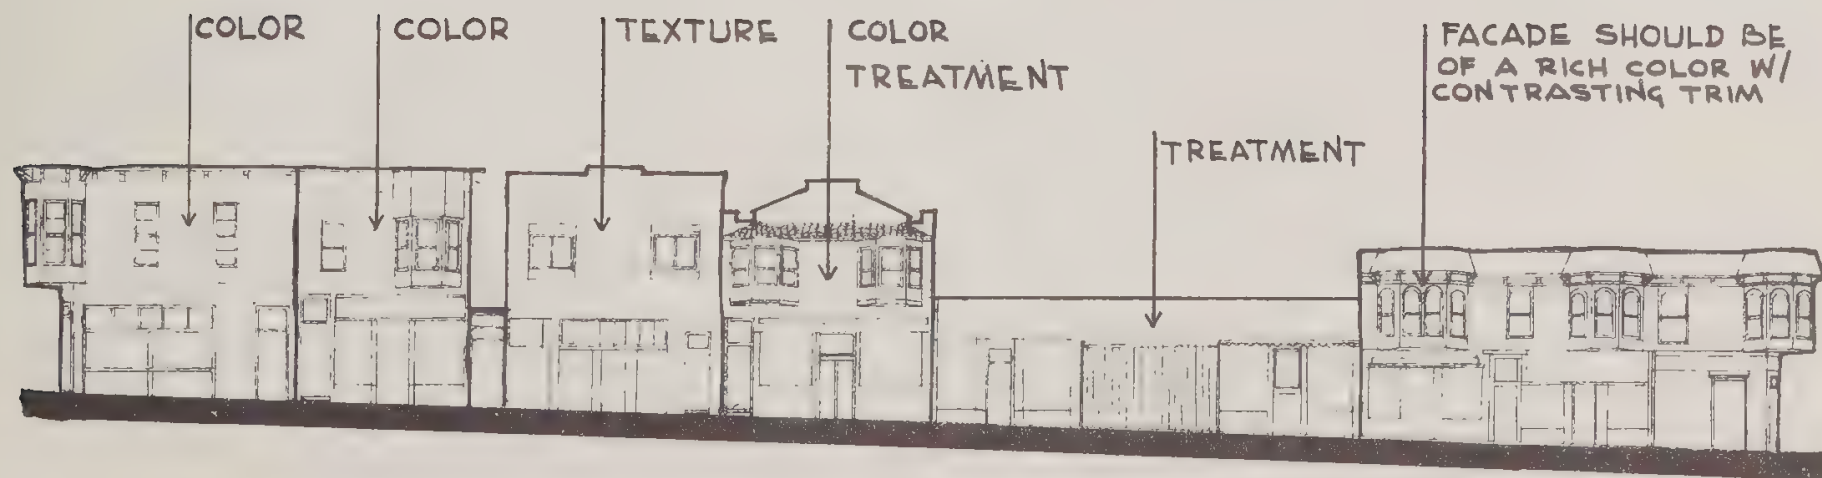 COLOR
COLOR
TEXTURE
COLOR
TREATMENT
TREATMENT
FACADE SHOULD BE
OF A RICH COLOR W/
CONTRASTING TRIM